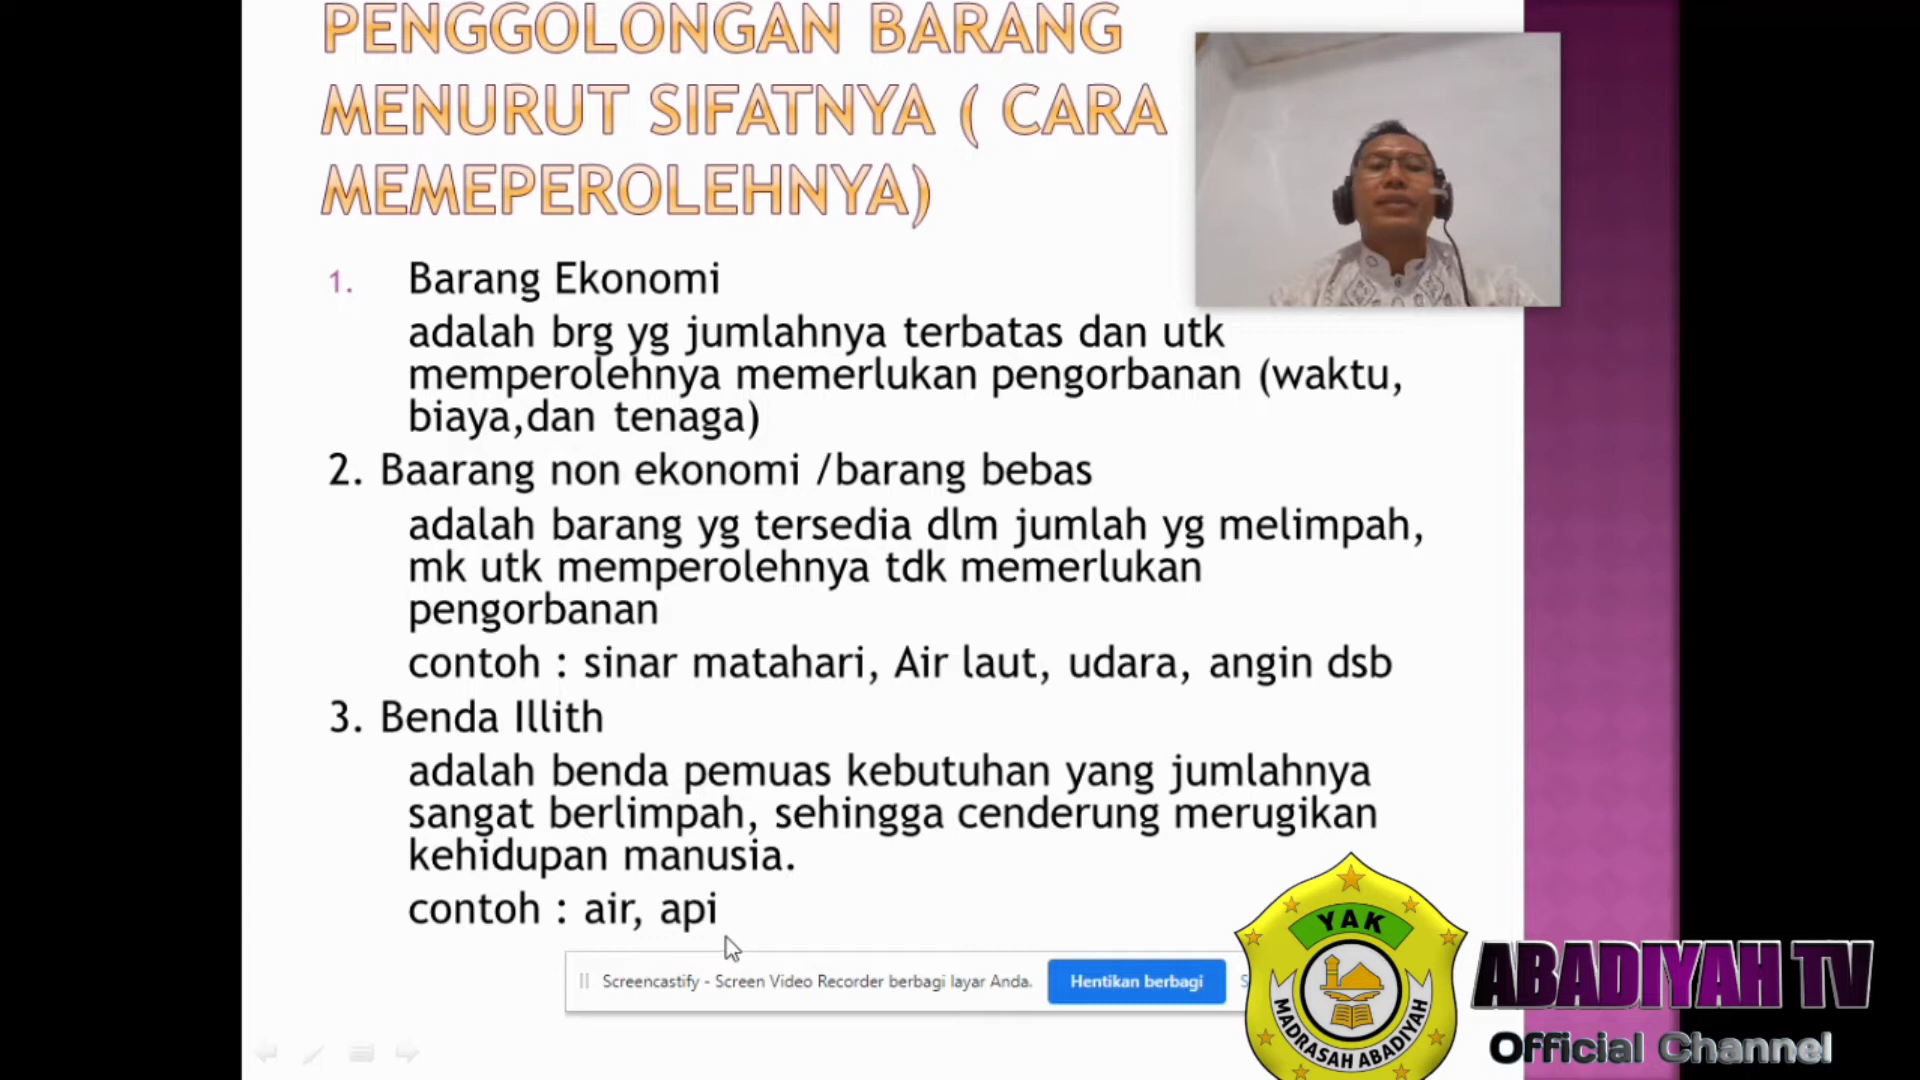 PENGGOLONGAN BARANG
MENURUT SIFATNYA ( CARA
MEMEPEROLEHNYA)
1. Barang Ekonomi
adalah brg yg jumlahnya terbatas dan utk
memperolehnya memerlukan pengorbanan (waktu,
biaya,dan tenaga)
2. Baarang non ekonomi /barang bebas
adalah barang yg tersedia dlm jumlah yg melimpah,
mk utk memperolehnya tdk memerlukan
pengorbanan
contoh : sinar matahari, Air laut, udara, angin dsb
3. Benda Illith
adalah benda pemuas kebutuhan yang jumlahnya
sangat berlimpah, sehingga cenderung merugikan
kehidupan manusia.
contoh : air, api
Screencastify - Screen Video Recorder berbagi layar Anda.
Hentikan berbagi
YAK
MADRASAH ABADIYAH
ABADIYAH TV
Official Channel